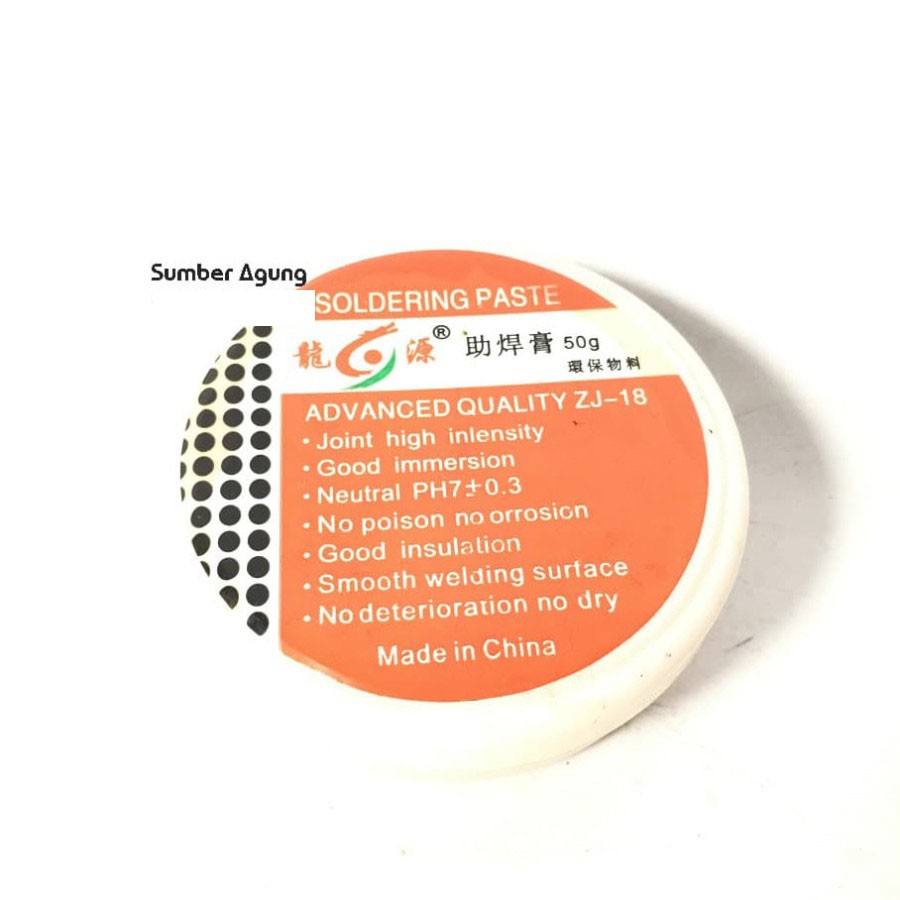 Sumber Agung
SOLDERING PASTE
龍 源® 助焊膏 50g
環保物料
ADVANCED QUALITY ZJ-18
• Joint high inlensity
• Good immersion
• Neutral PH7±0.3
• No poison no orrosion
• Good insulation
• Smooth welding surface
• No deterioration no dry
Made in China